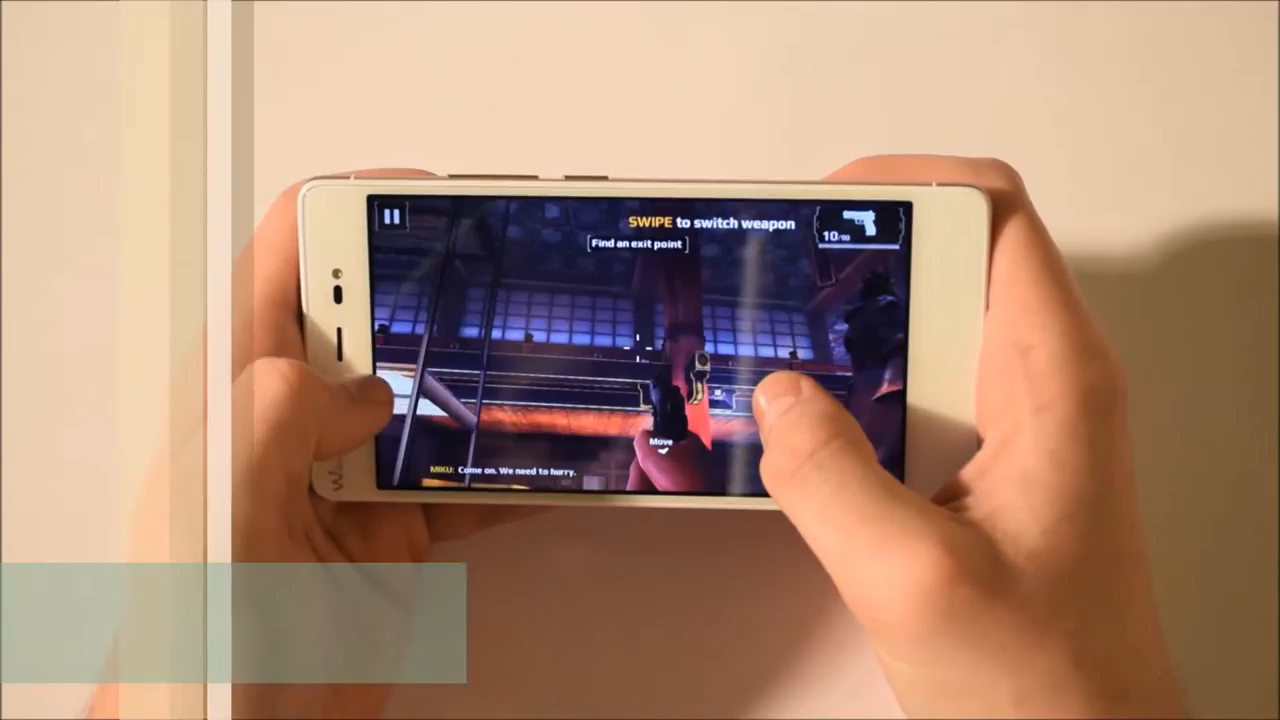 SWIPE to switch weapon
[Find an exit point]
10/90
Move
MIKU: Come on. We need to hurry.